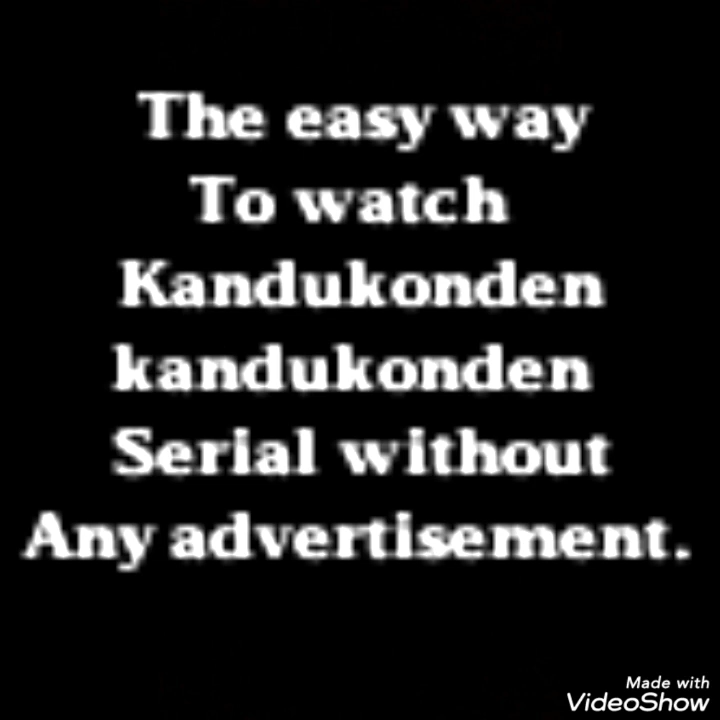 The easy way
To watch
Kandukonden
kandukonden
Serial without
Any advertisement.
Made with
VideoShow